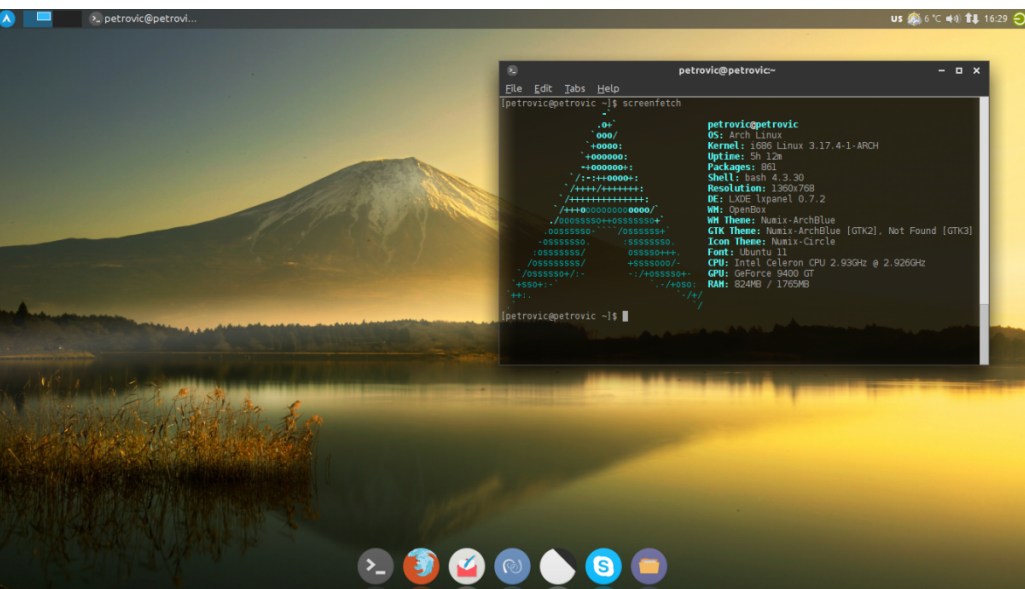 petrovic@petrovi...
us 6 °C 16:29
petrovic@petrovic:~
File Edit Tabs Help
[petrovic@petrovic ~]$ screenfetch
petrovic@petrovic
OS: Arch Linux
Kernel: i686 Linux 3.17.4-1-ARCH
Uptime: 5h 12m
Packages: 861
Shell: bash 4.3.30
Resolution: 1360x768
DE: LXDE lxpanel 0.7.2
WM: OpenBox
WM Theme: Numix-ArchBlue
GTK Theme: Numix-ArchBlue [GTK2], Not Found [GTK3]
Icon Theme: Numix-Circle
Font: Ubuntu 11
CPU: Intel Celeron CPU 2.93GHz @ 2.926GHz
GPU: GeForce 9400 GT
RAM: 824MB / 1765MB
[petrovic@petrovic ~]$